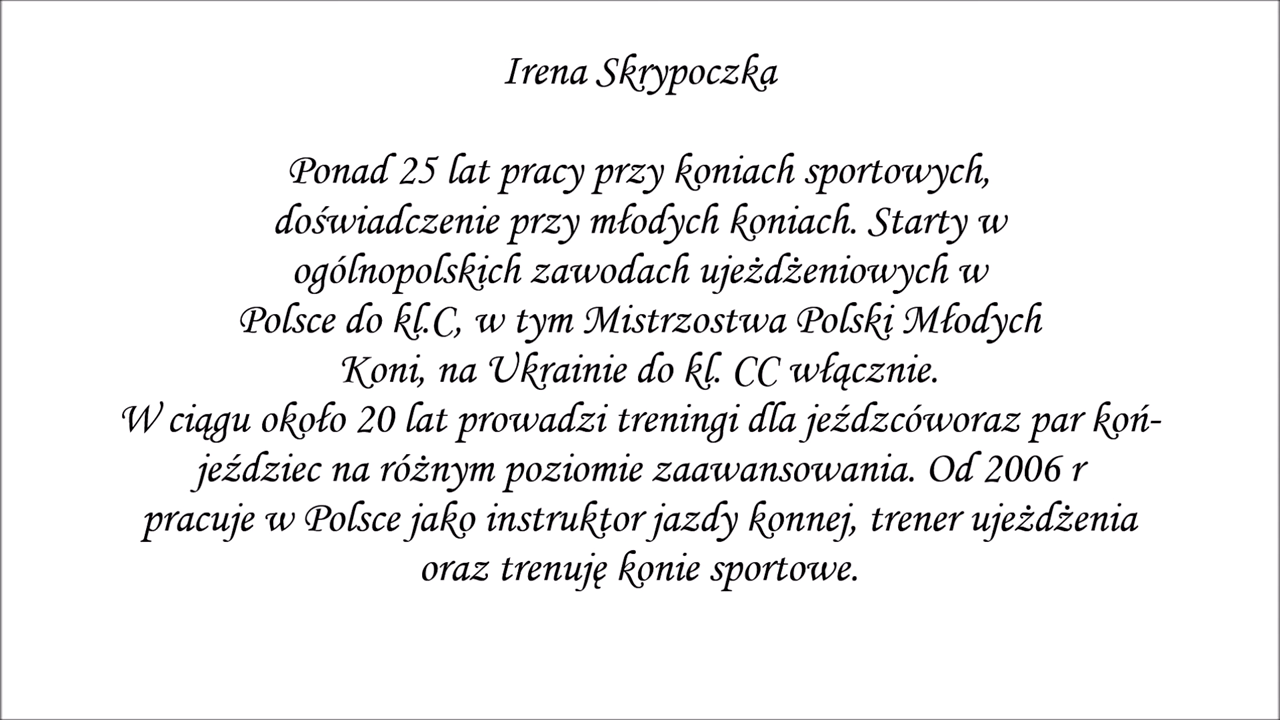 Irena Skrypoczka
Ponad 25 lat pracy przy koniach sportowych,
doświadczenie przy młodych koniach. Starty w
ogólnopolskich zawodach ujeżdżeniowych w
Polsce do kl.C, w tym Mistrzostwa Polski Młodych
Koni, na Ukrainie do kl. CC włącznie.
W ciągu około 20 lat prowadzi treningi dla jeźdzcóworaz par koń-
jeździec na różnym poziomie zaawansowania. Od 2006 r
pracuje w Polsce jako instruktor jazdy konnej, trener ujeżdżenia
oraz trenuję konie sportowe.